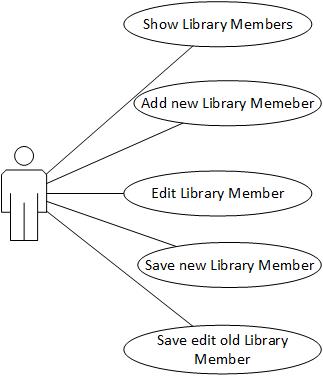 Show Library Members
Add new Library Memeber
Edit Library Member
Save new Library Member
Save edit old Library
Member